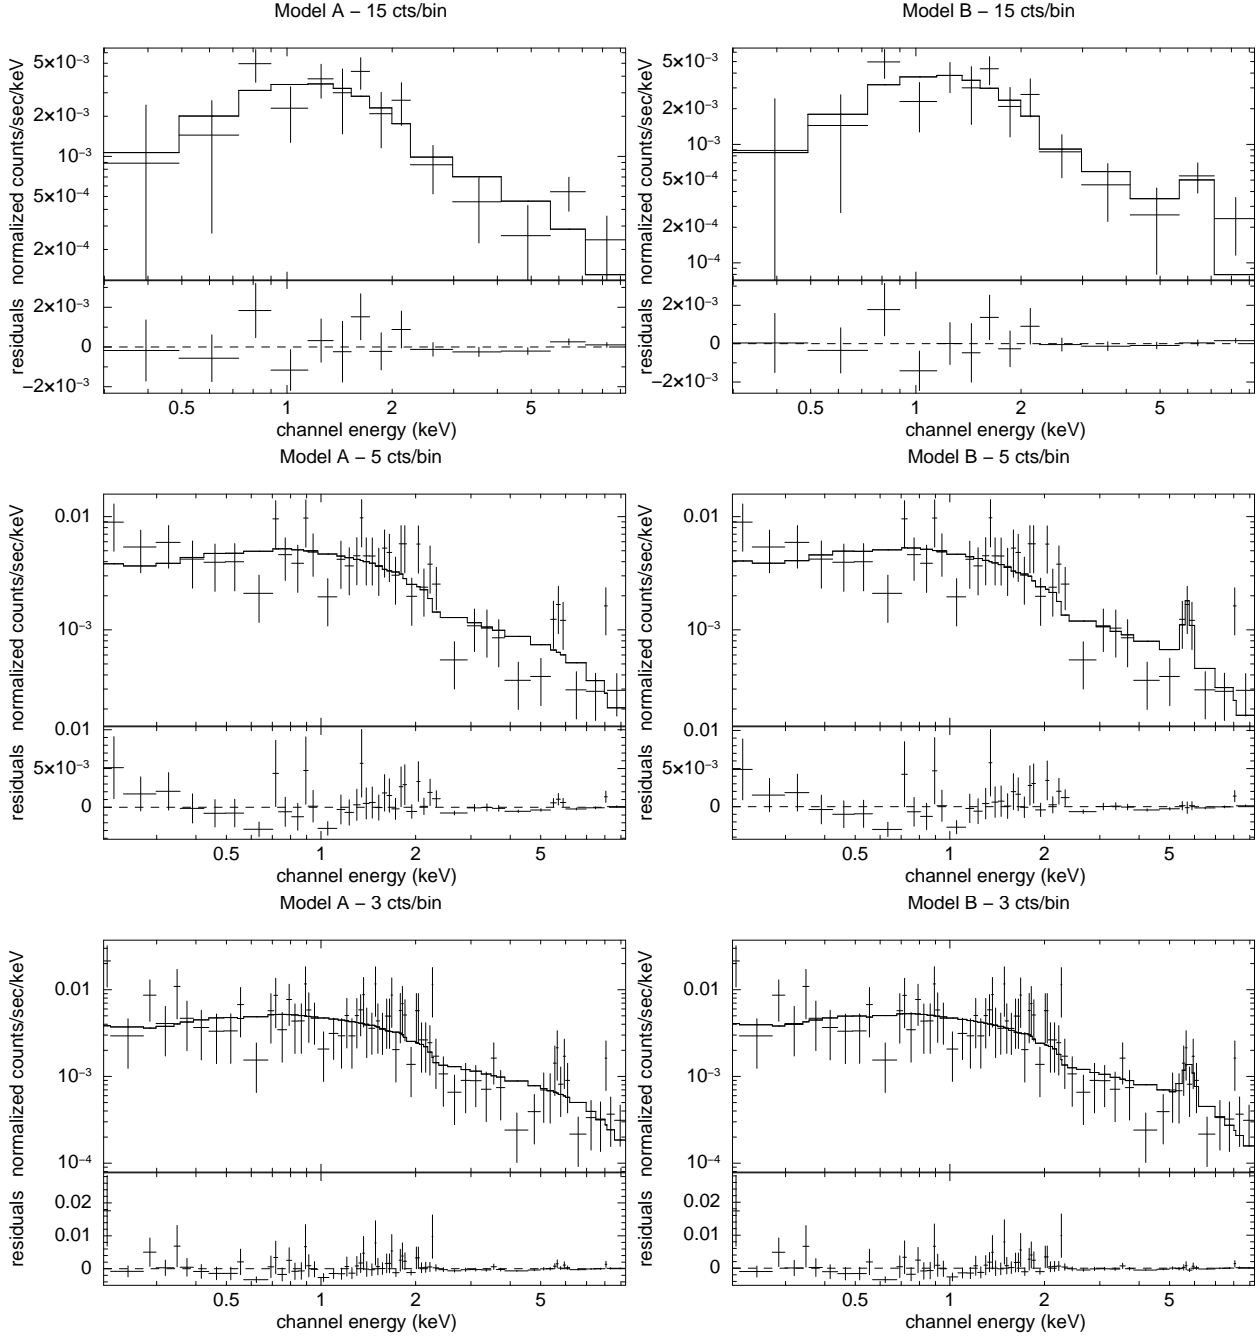 Model A − 15 cts/bin
normalized counts/sec/keV
5×10−3
10−3
5×10−4
2×10−4
residuals
2×10−3
0
−2×10−3
0.5 1 2 5
channel energy (keV)
Model B − 15 cts/bin
normalized counts/sec/keV
5×10−3
2×10−3
10−3
5×10−4
2×10−4
10−4
residuals
2×10−3
0
−2×10−3
0.5 1 2 5
channel energy (keV)
Model A − 5 cts/bin
normalized counts/sec/keV
0.01
10−3
residuals
0.01
5×10−3
0
0.5 1 2 5
channel energy (keV)
Model B − 5 cts/bin
normalized counts/sec/keV
0.01
10−3
residuals
0.01
5×10−3
0
0.5 1 2 5
channel energy (keV)
Model A − 3 cts/bin
normalized counts/sec/keV
0.01
10−3
10−4
residuals
0.02
0.01
0
0.5 1 2 5
channel energy (keV)
Model B − 3 cts/bin
normalized counts/sec/keV
0.01
10−3
10−4
residuals
0.02
0.01
0
0.5 1 2 5
channel energy (keV)